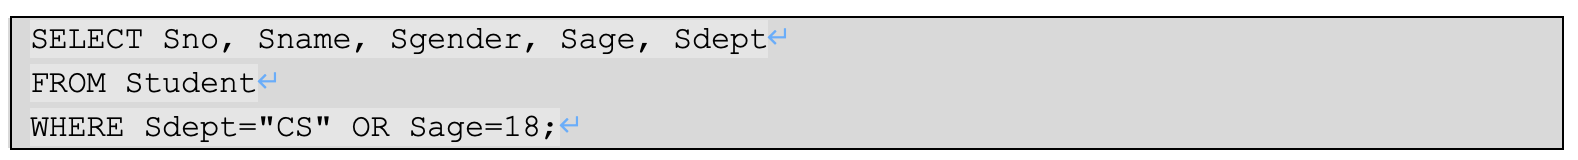 SELECT Sno, Sname, Sgender, Sage, Sdept↵
FROM Student↵
WHERE Sdept="CS" OR Sage=18;↵